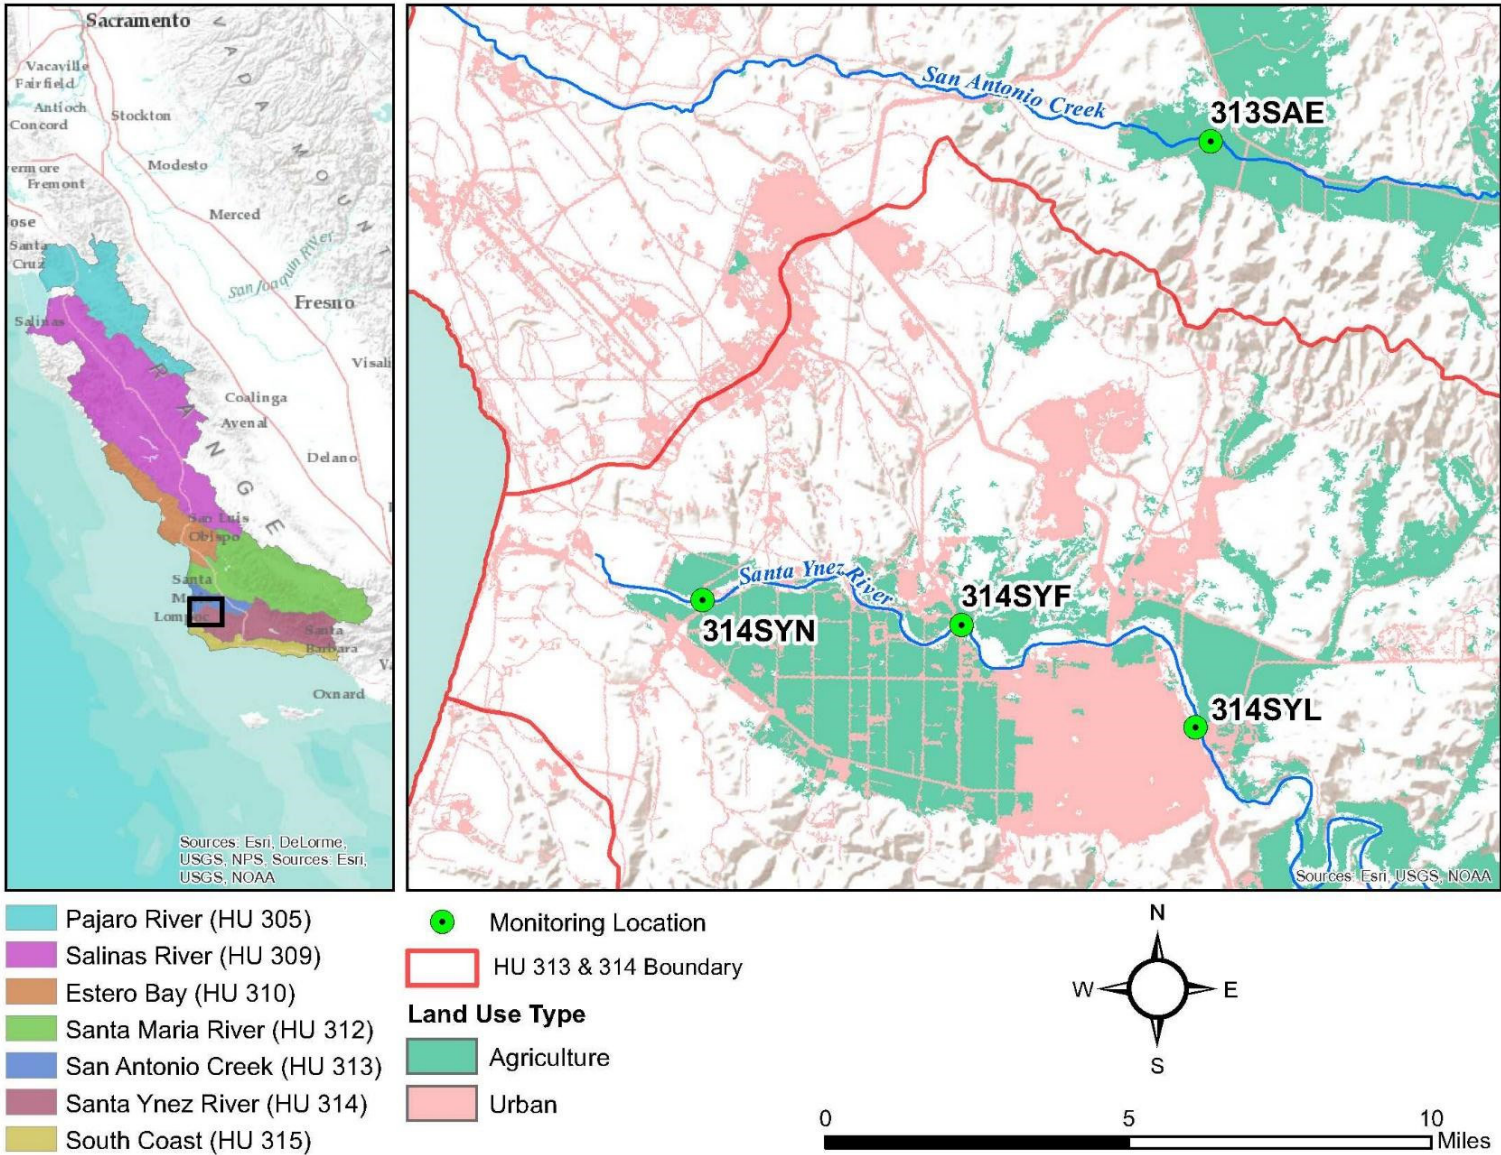 Sacramento
Vacaville
Fairfield
Antioch
Concord
Stockton
vermore
Fremont
Modesto
Merced
ose
Santa
Cruz
San Joaquin River
Fresno
Salinas
Visali
Coalinga
Avenal
Delano
San Luis
Obispo
Santa
M
Lompoc
Santa
Barbara
V
Oxnard
R A N G E
Sources: Esri, DeLorme,
USGS, NPS, Sources: Esri,
USGS, NOAA
San Antonio Creek
313SAE
Santa Ynez River
314SYN
314SYF
314SYL
Sources: Esri, USGS, NOAA
Pajaro River (HU 305)
Salinas River (HU 309)
Estero Bay (HU 310)
Santa Maria River (HU 312)
San Antonio Creek (HU 313)
Santa Ynez River (HU 314)
South Coast (HU 315)
Monitoring Location
HU 313 & 314 Boundary
Land Use Type
Agriculture
Urban
N
W
E
S
0
5
10
Miles